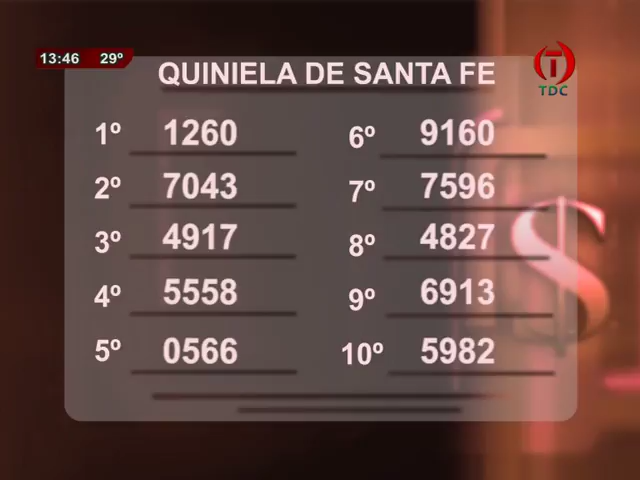 13:46 29º
QUINIELA DE SANTA FE
TDC
1º 1260
2º 7043
3º 4917
4º 5558
5º 0566
6º 9160
7º 7596
8º 4827
9º 6913
10º 5982